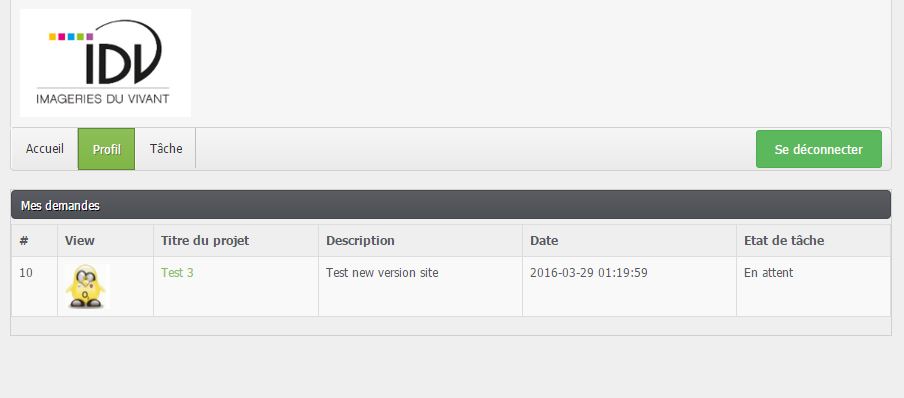 IDV
IMAGERIES DU VIVANT
Accueil Profil Tâche Se déconnecter
Mes demandes
# View Titre du projet Description Date Etat de tâche
10 Test 3 Test new version site 2016-03-29 01:19:59 En attent